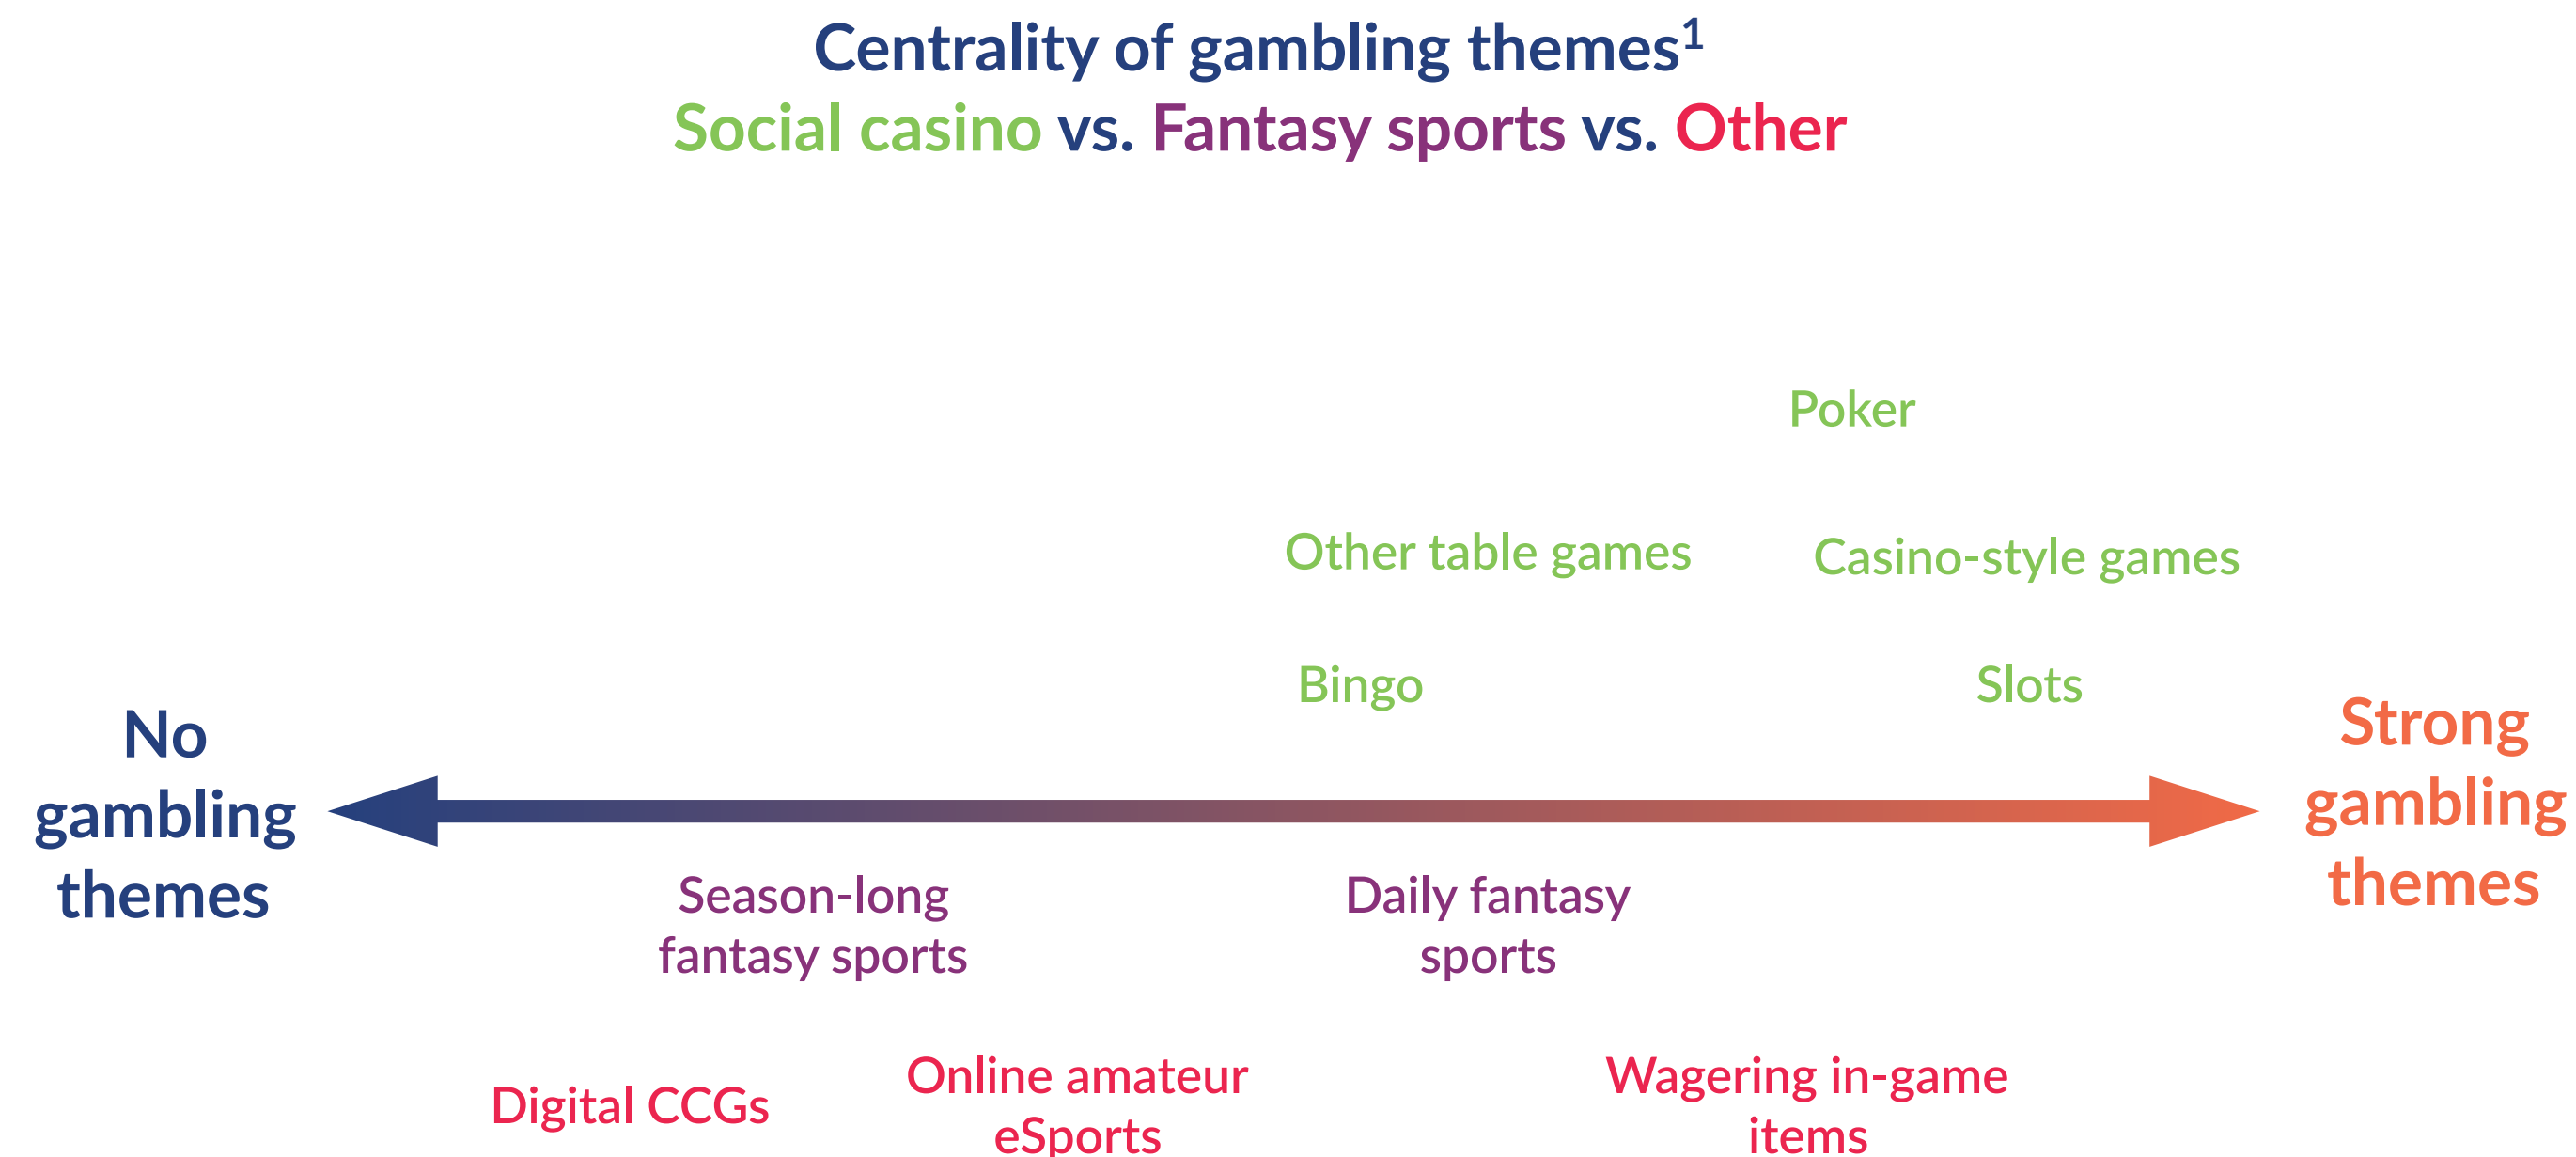 Centrality of gambling themes¹
Social casino vs. Fantasy sports vs. Other
Poker
Other table games
Casino-style games
Bingo
Slots
No
gambling
themes
Strong
gambling
themes
Season-long
fantasy sports
Daily fantasy
sports
Digital CCGs
Online amateur
eSports
Wagering in-game
items